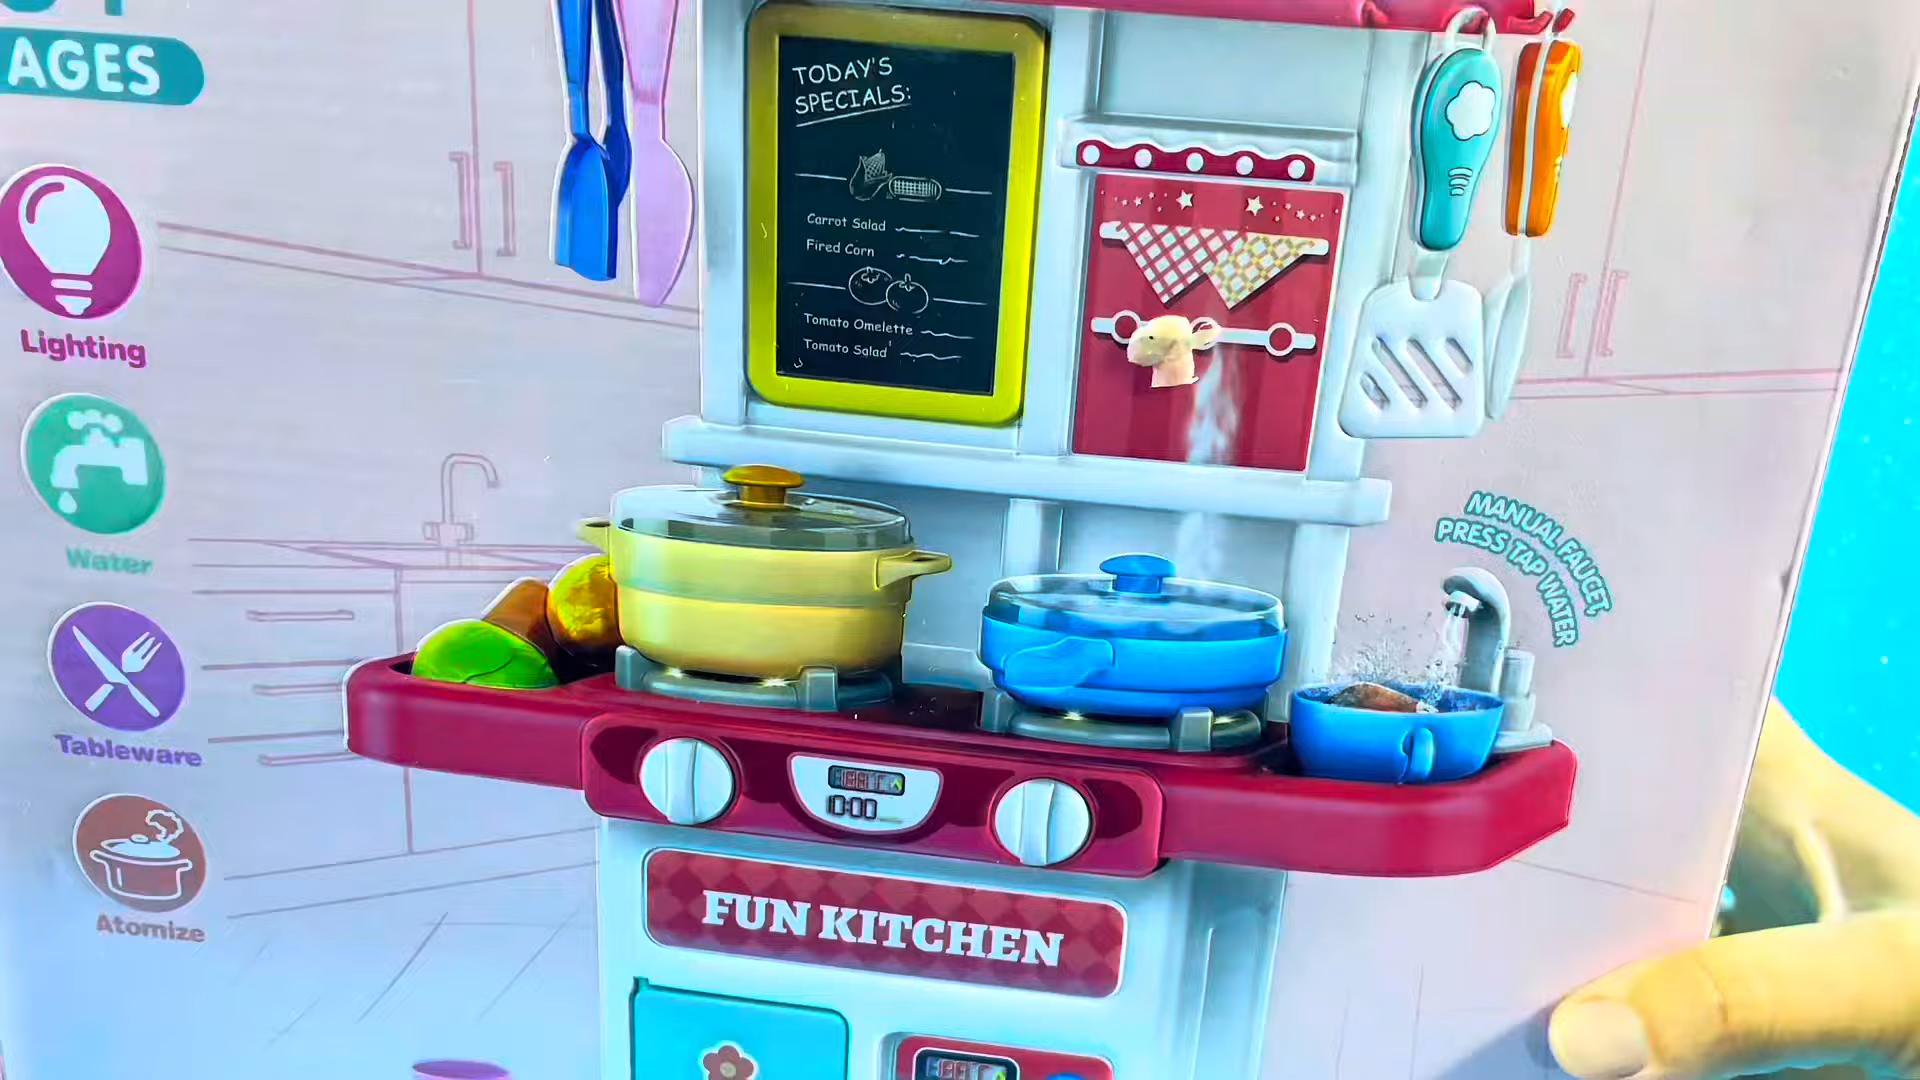 AGES
TODAY'S
SPECIALS:
Carrot Salad
Fired Corn
Tomato Omelette
Tomato Salad
Lighting
Water
Tableware
Atomize
MANUAL FAUCET,
PRESS TAP WATER
10:00
FUN KITCHEN